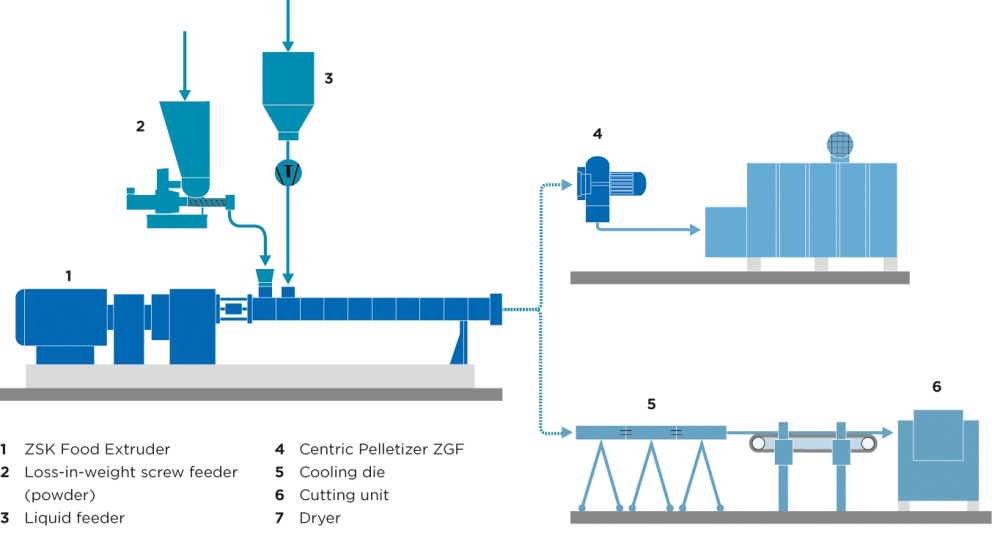 3
2
4
1
6
5
1 ZSK Food Extruder
2 Loss-in-weight screw feeder
(powder)
3 Liquid feeder
4 Centric Pelletizer ZGF
5 Cooling die
6 Cutting unit
7 Dryer